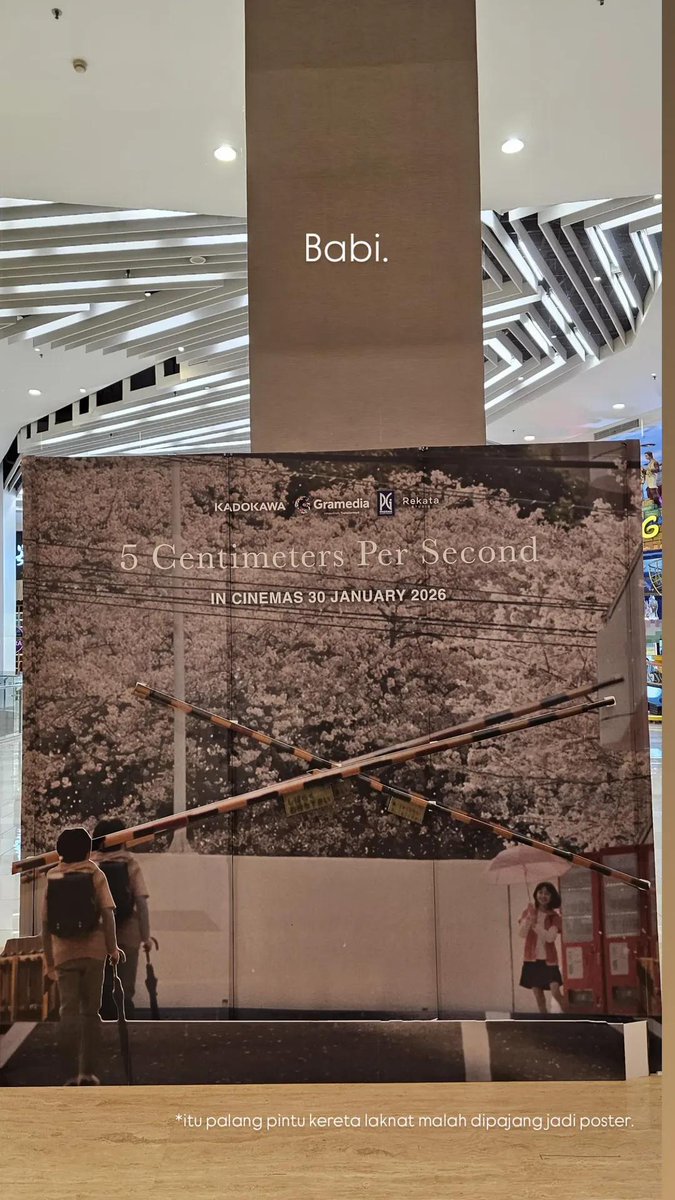 Babi.
KADOKAWA Gramedia Rekata
5 Centimeters Per Second
IN CINEMAS 30 JANUARY 2026
*itu palang pintu kereta laknat malah dipajang jadi poster.